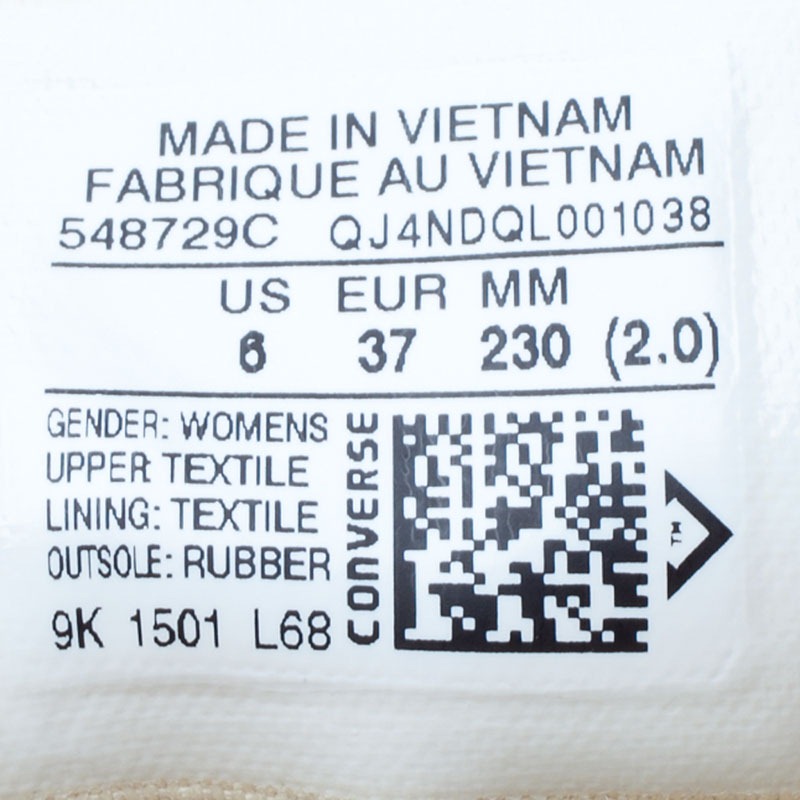 MADE IN VIETNAM
FABRIQUE AU VIETNAM
548729C QJ4NDQL001038
US EUR MM
6 37 230 (2.0)
GENDER: WOMENS
UPPER: TEXTILE
LINING: TEXTILE
OUTSOLE: RUBBER
9K 1501 L68
CONVERSE
TM